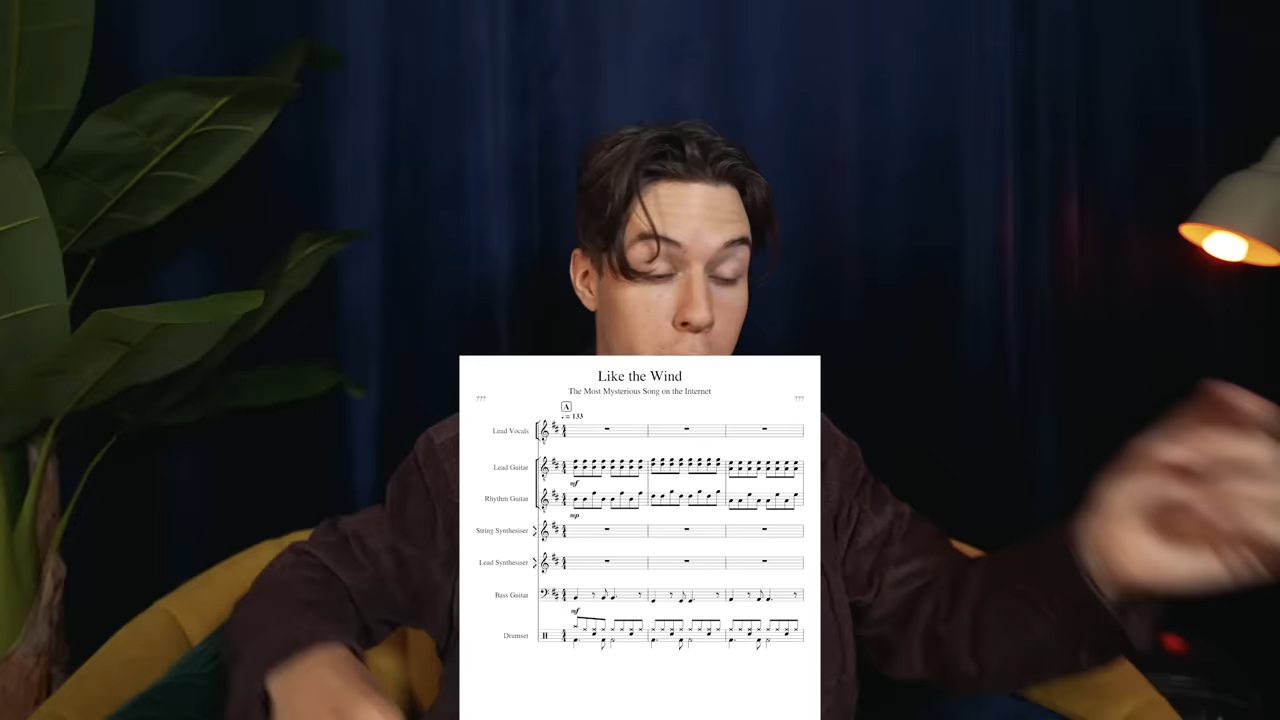 Like the Wind
The Most Mysterious Song on the Internet
??? ???
A
♩ = 133
Lead Vocals
Lead Guitar
mf
Rhythm Guitar
mp
String Synthesiser
Lead Synthesiser
Bass Guitar
mf
Drumset